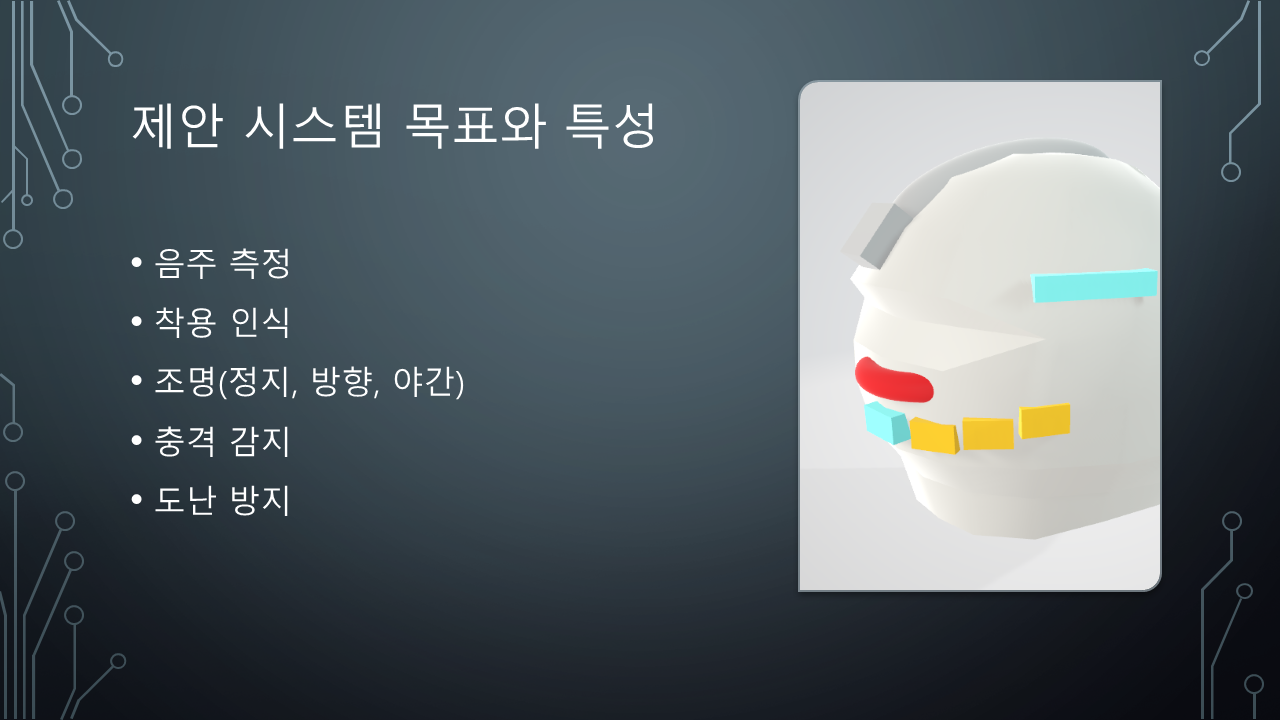 제안 시스템 목표와 특성
• 음주 측정
• 착용 인식
• 조명(정지, 방향, 야간)
• 충격 감지
• 도난 방지